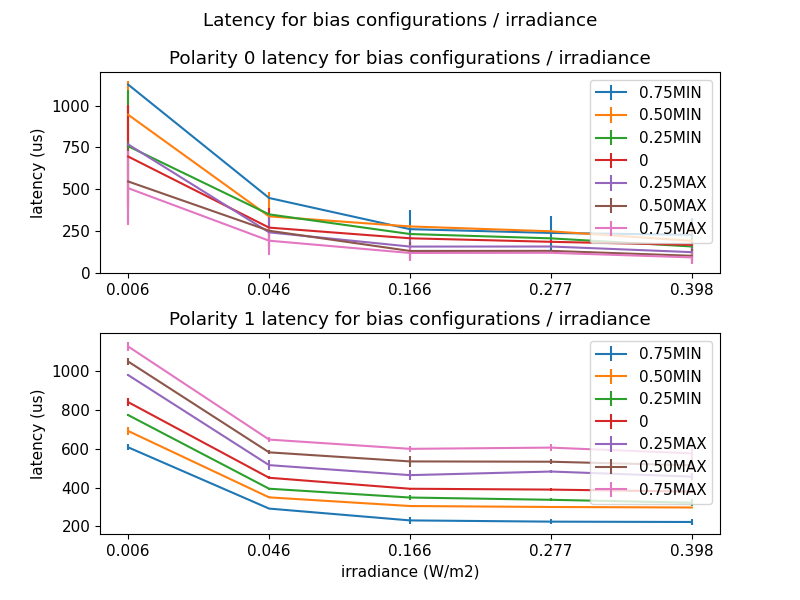 Latency for bias configurations / irradiance
Polarity 0 latency for bias configurations / irradiance
latency (us)
1000
750
500
250
0
0.006 0.046 0.166 0.277 0.398
0.75MIN
0.50MIN
0.25MIN
0
0.25MAX
0.50MAX
0.75MAX
Polarity 1 latency for bias configurations / irradiance
latency (us)
1000
800
600
400
200
0.006 0.046 0.166 0.277 0.398
0.75MIN
0.50MIN
0.25MIN
0
0.25MAX
0.50MAX
0.75MAX
irradiance (W/m2)